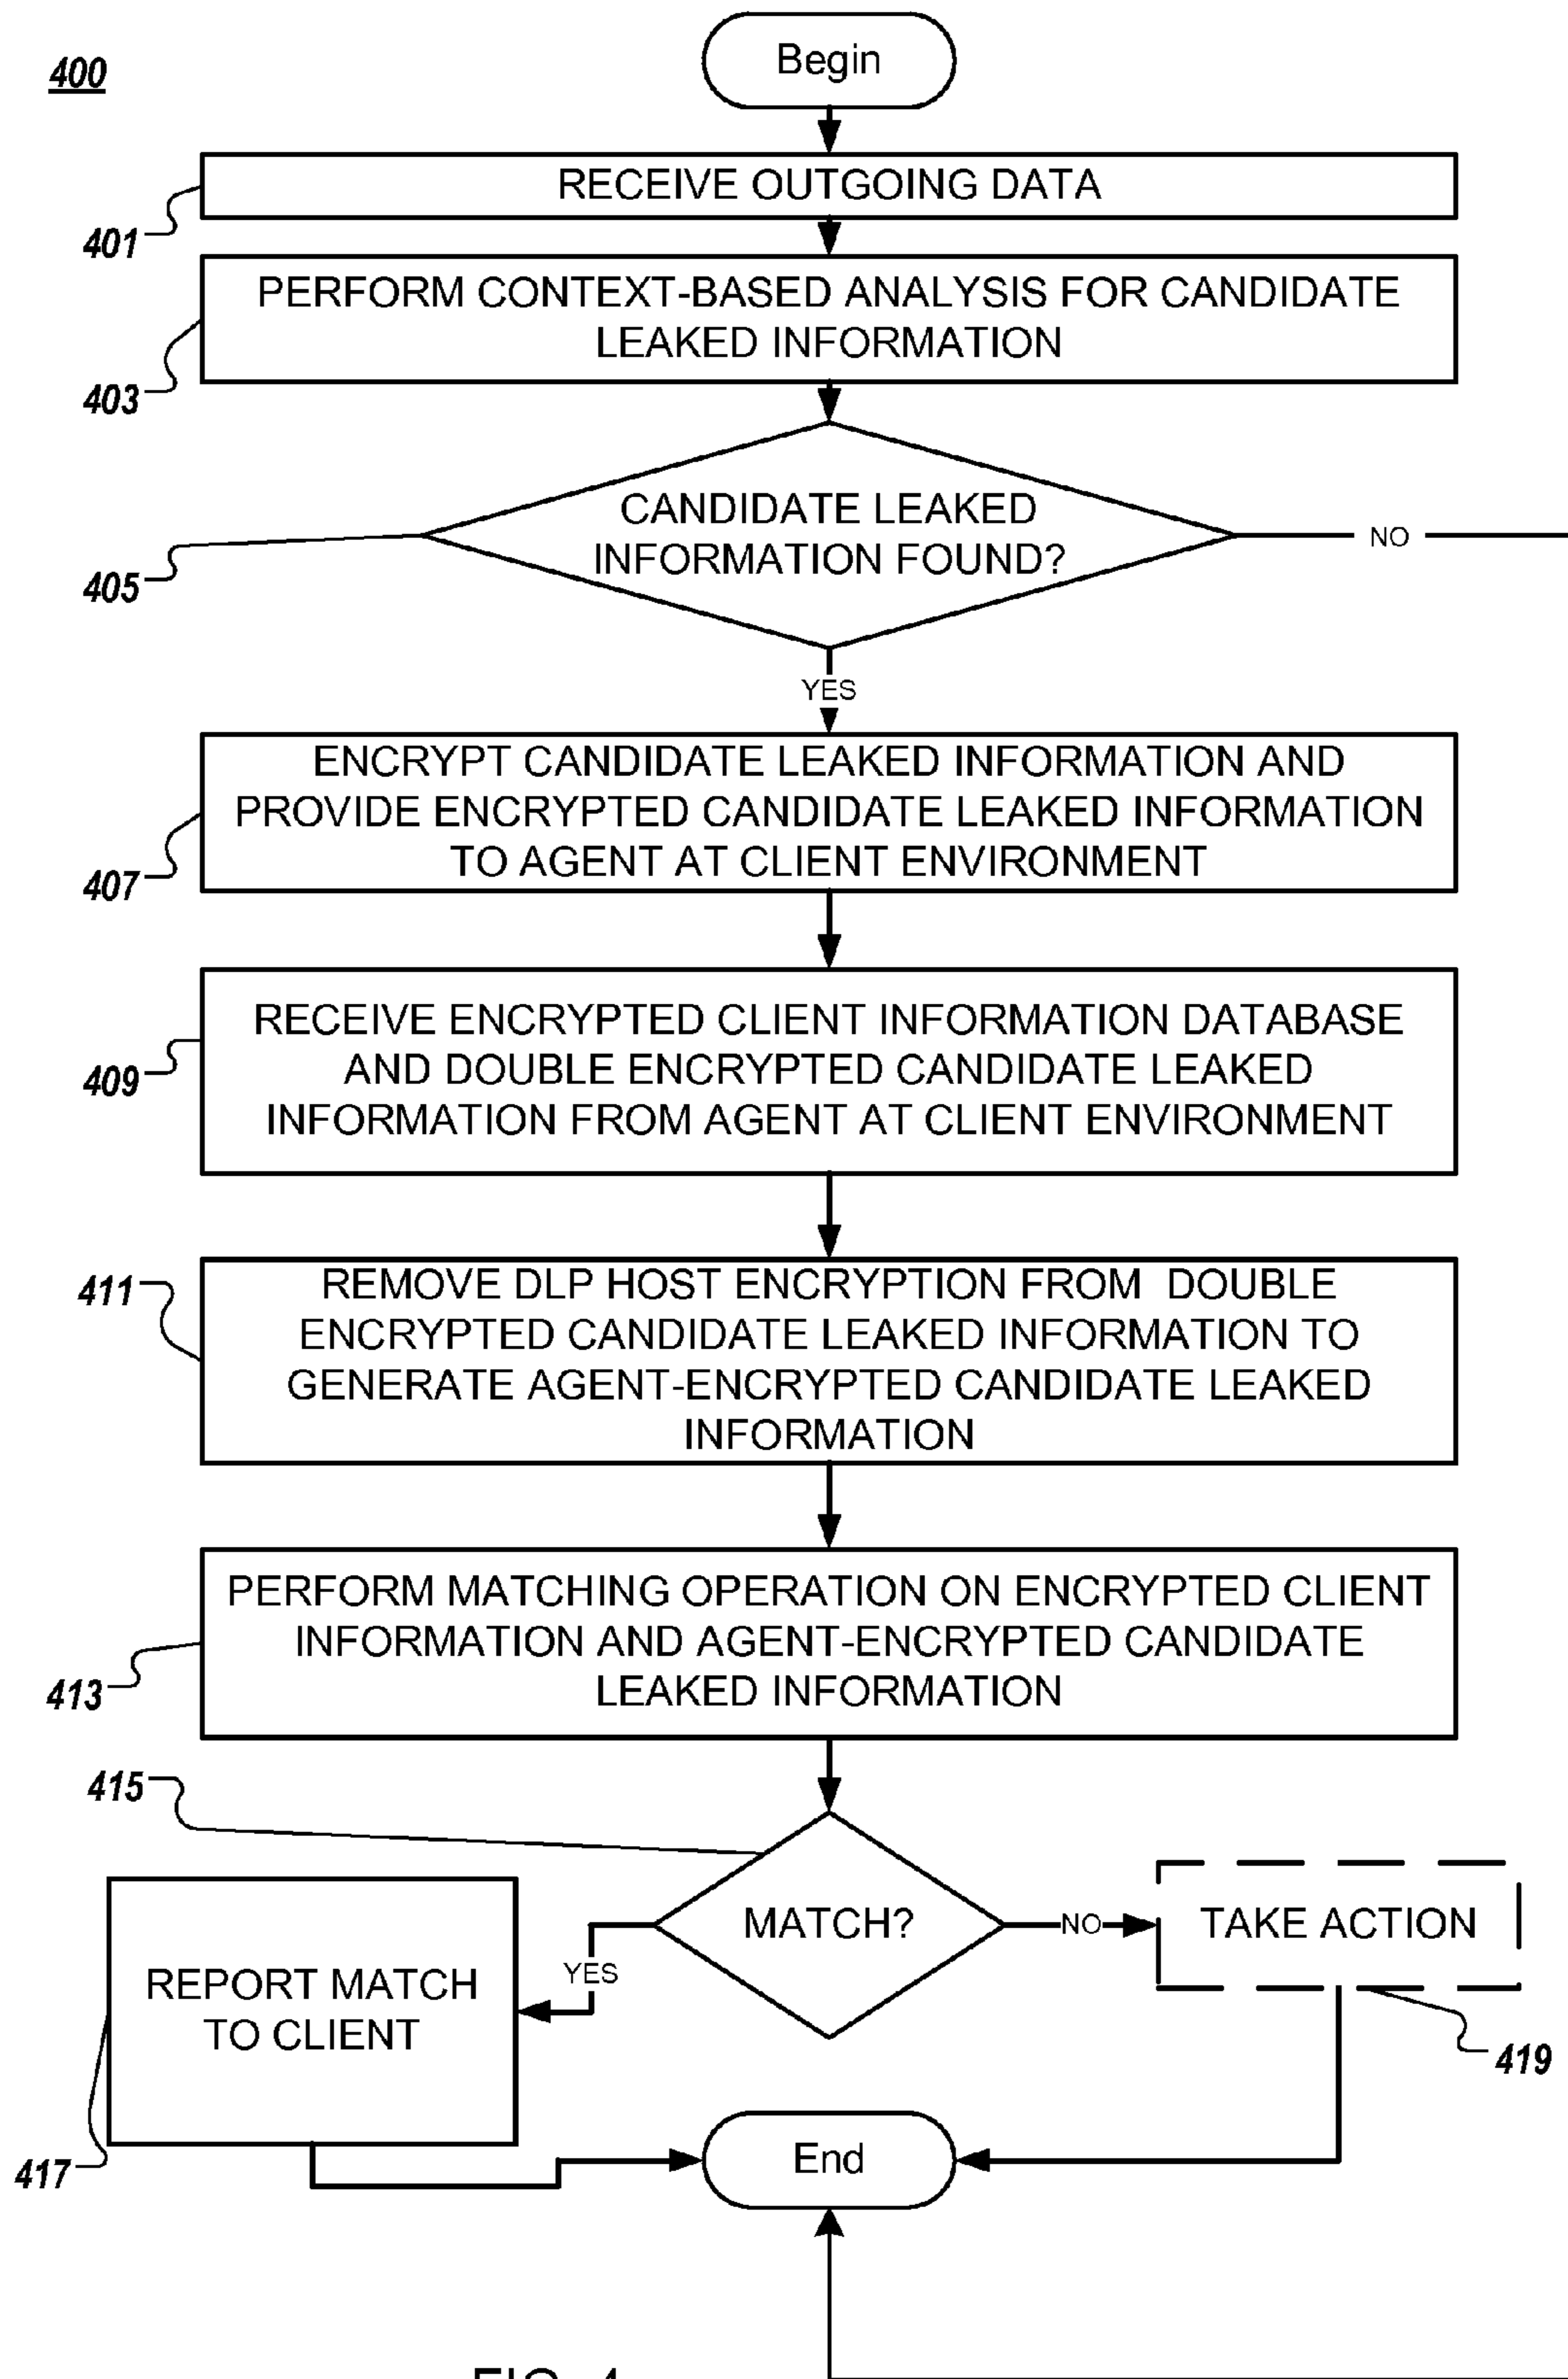 400
Begin
RECEIVE OUTGOING DATA
401
PERFORM CONTEXT-BASED ANALYSIS FOR CANDIDATE
LEAKED INFORMATION
403
CANDIDATE LEAKED
INFORMATION FOUND?
NO
405
YES
ENCRYPT CANDIDATE LEAKED INFORMATION AND
PROVIDE ENCRYPTED CANDIDATE LEAKED INFORMATION
TO AGENT AT CLIENT ENVIRONMENT
407
RECEIVE ENCRYPTED CLIENT INFORMATION DATABASE
AND DOUBLE ENCRYPTED CANDIDATE LEAKED
INFORMATION FROM AGENT AT CLIENT ENVIRONMENT
409
411
REMOVE DLP HOST ENCRYPTION FROM DOUBLE
ENCRYPTED CANDIDATE LEAKED INFORMATION TO
GENERATE AGENT-ENCRYPTED CANDIDATE LEAKED
INFORMATION
PERFORM MATCHING OPERATION ON ENCRYPTED CLIENT
INFORMATION AND AGENT-ENCRYPTED CANDIDATE
LEAKED INFORMATION
413
415
MATCH?
NO
TAKE ACTION
YES
REPORT MATCH
TO CLIENT
419
End
417